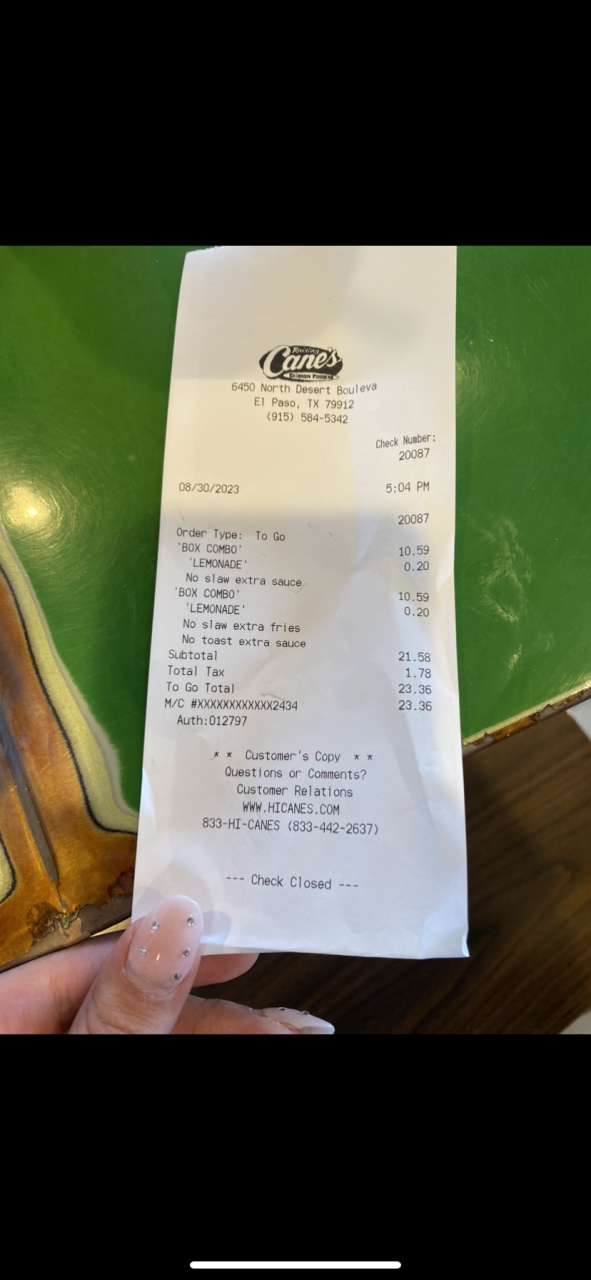 Raising
Cane's
CHICKEN FINGERS
6450 North Desert Bouleva
El Paso, TX 79912
(915) 584-5342
Check Number:
20087
08/30/2023 5:04 PM
20087
Order Type: To Go
'BOX COMBO' 10.59
'LEMONADE' 0.20
No slaw extra sauce
'BOX COMBO' 10.59
'LEMONADE' 0.20
No slaw extra fries
No toast extra sauce
Subtotal 21.58
Total Tax 1.78
To Go Total 23.36
M/C #XXXXXXXXXXXX2434 23.36
Auth:012797
* * Customer's Copy * *
Questions or Comments?
Customer Relations
WWW.HICANES.COM
833-HI-CANES (833-442-2637)
--- Check Closed ---